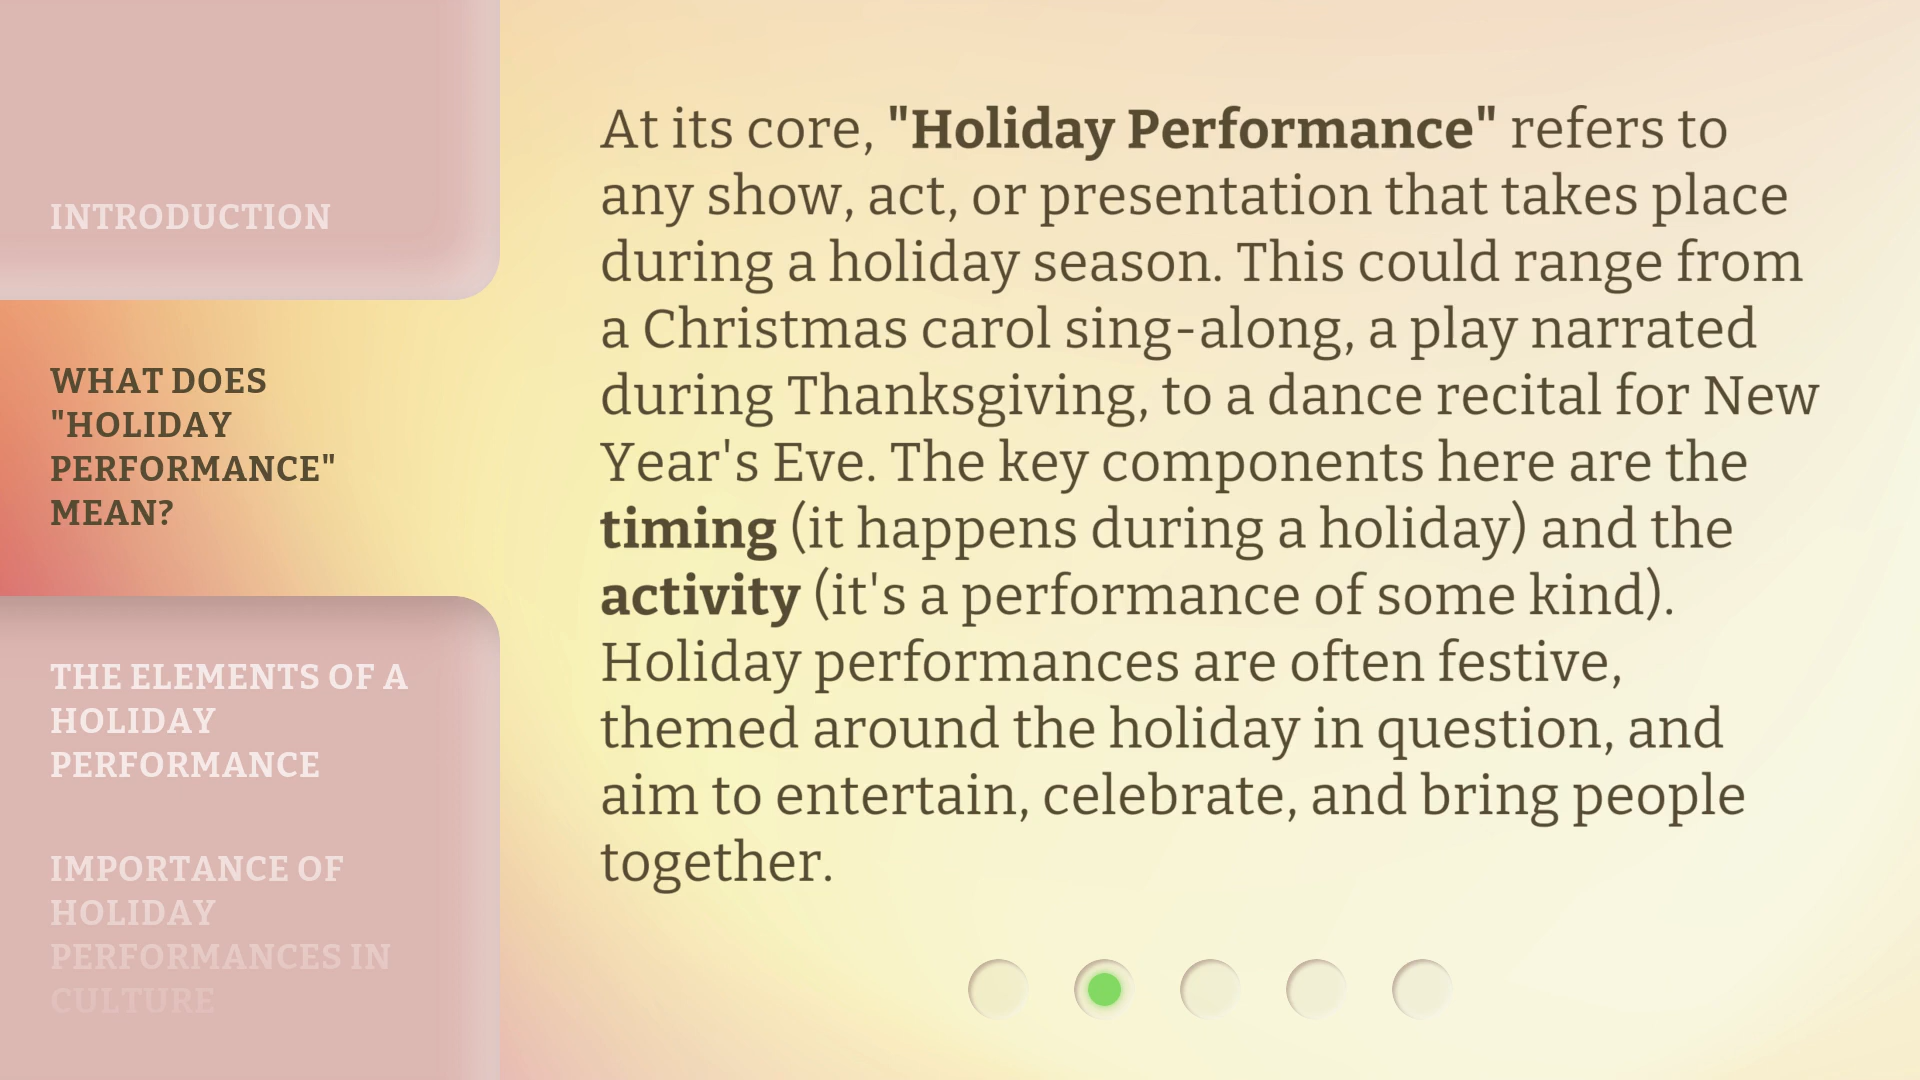 INTRODUCTION
WHAT DOES
"HOLIDAY
PERFORMANCE"
MEAN?
THE ELEMENTS OF A
HOLIDAY
PERFORMANCE
IMPORTANCE OF
HOLIDAY
PERFORMANCES IN
CULTURE
At its core, "Holiday Performance" refers to
any show, act, or presentation that takes place
during a holiday season. This could range from
a Christmas carol sing-along, a play narrated
during Thanksgiving, to a dance recital for New
Year's Eve. The key components here are the
timing (it happens during a holiday) and the
activity (it's a performance of some kind).
Holiday performances are often festive,
themed around the holiday in question, and
aim to entertain, celebrate, and bring people
together.